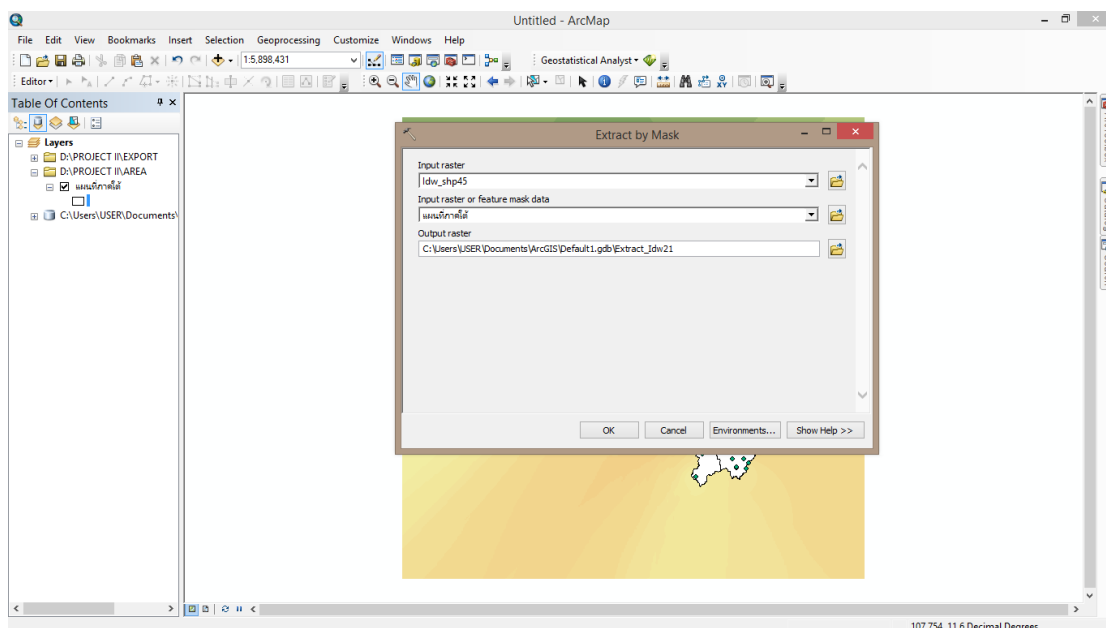 Untitled - ArcMap
File Edit View Bookmarks Insert Selection Geoprocessing Customize Windows Help
1:5,898,431
Geostatistical Analyst
Editor
Table Of Contents
Layers
D:\PROJECT II\EXPORT
D:\PROJECT II\AREA
แผนที่ภาคใต้
C:\Users\USER\Documents\
Extract by Mask
Input raster
Idw_shp45
Input raster or feature mask data
แผนที่ภาคใต้
Output raster
C:\Users\USER\Documents\ArcGIS\Default1.gdb\Extract_Idw21
OK Cancel Environments... Show Help >>
107.754 11.6 Decimal Degrees